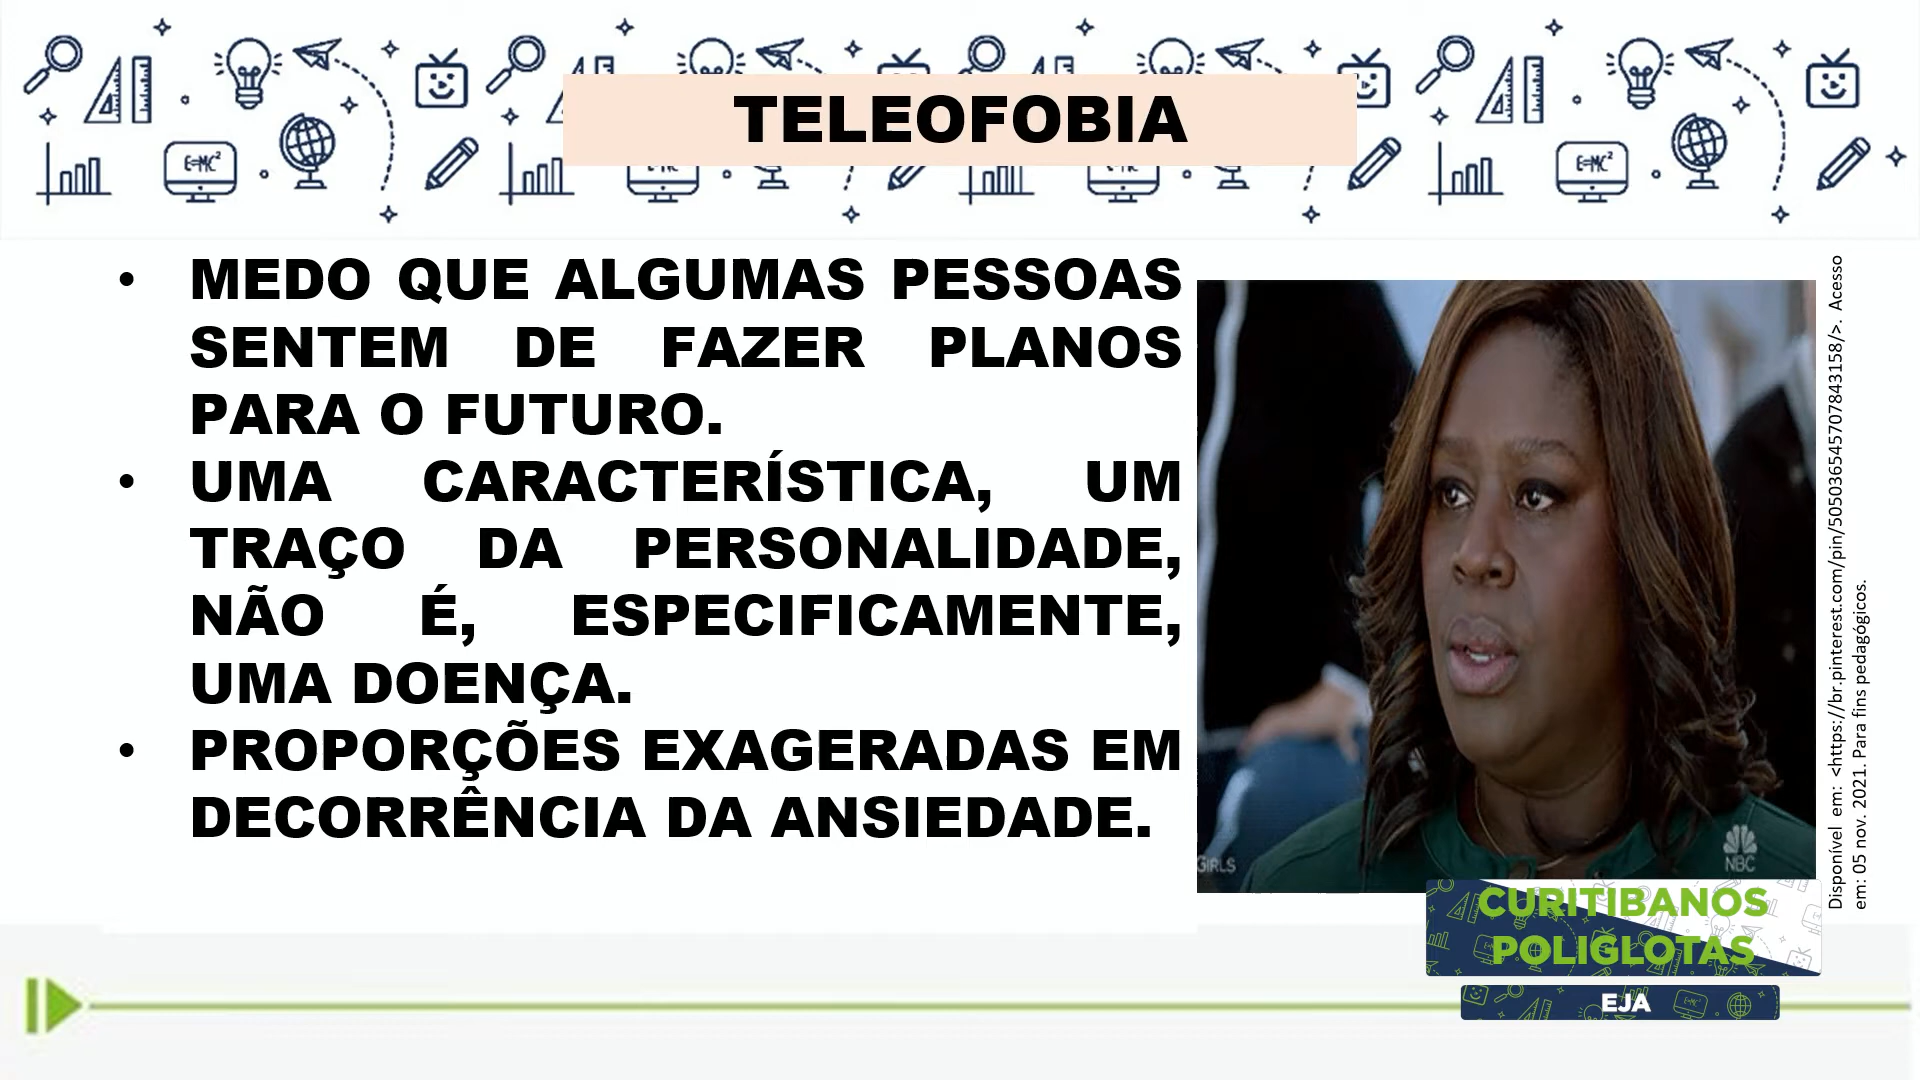 TELEOFOBIA
• MEDO QUE ALGUMAS PESSOAS
SENTEM DE FAZER PLANOS
PARA O FUTURO.
• UMA CARACTERÍSTICA, UM
TRAÇO DA PERSONALIDADE,
NÃO É, ESPECIFICAMENTE,
UMA DOENÇA.
• PROPORÇÕES EXAGERADAS EM
DECORRÊNCIA DA ANSIEDADE.
Disponível em: <https://br.pinterest.com/pin/505036545707843158/>. Acesso
em: 05 nov. 2021. Para fins pedagógicos.
GIRLS
NBC
CURITIBANOS
POLIGLOTAS
EJA
E=MC²
E=MC²